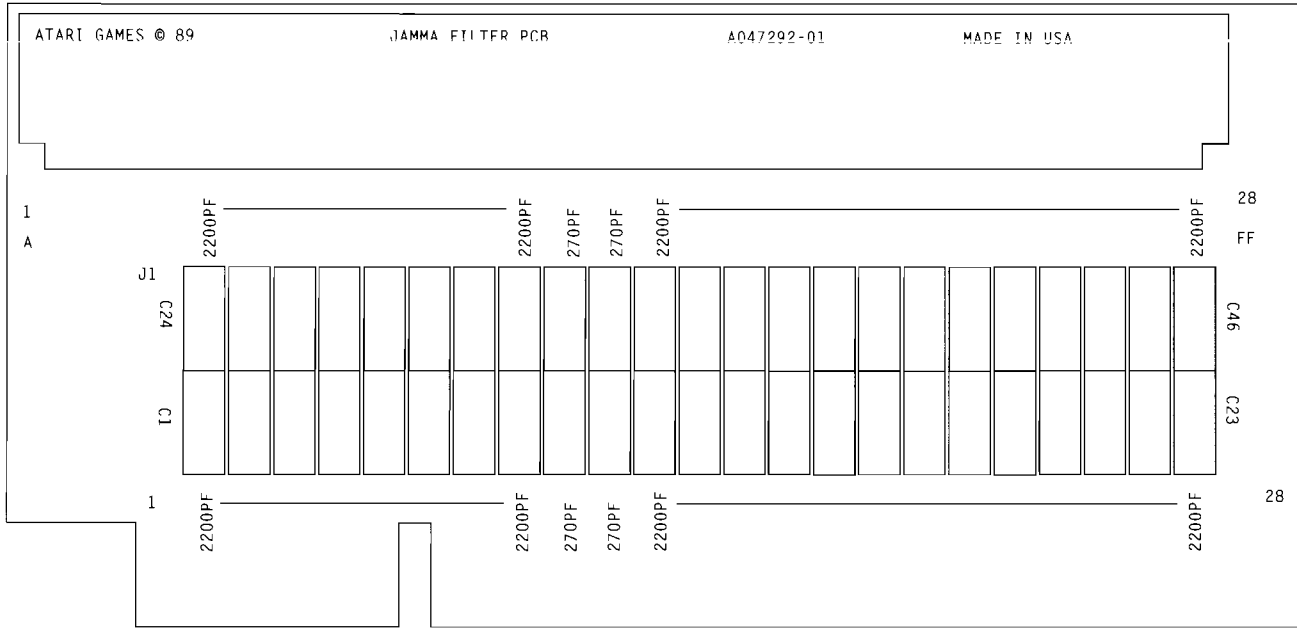 ATARI GAMES © 89 JAMMA FILTER PCB A047292-01 MADE IN USA
1 2200PF 2200PF 270PF 270PF 2200PF 2200PF 28
A FF
J1
C24 C46
C1 C23
1 2200PF 2200PF 270PF 270PF 2200PF 2200PF 28